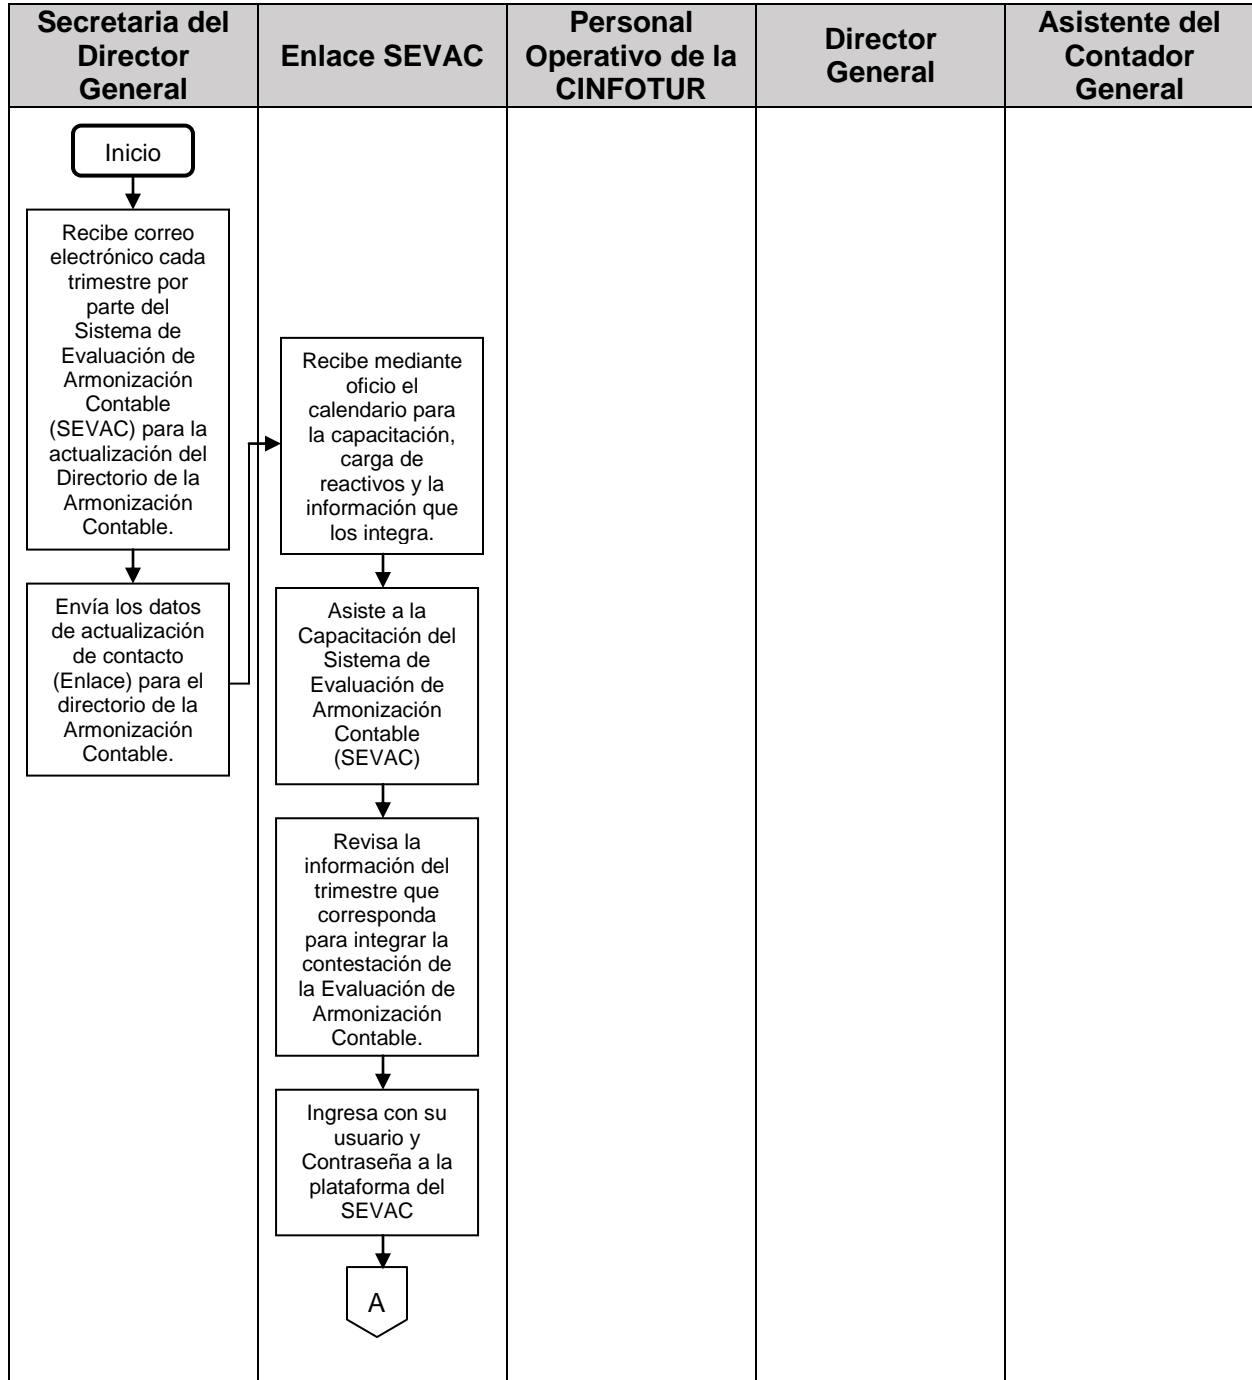 Secretaria del
Director
General
Enlace SEVAC
Personal
Operativo de la
CINFOTUR
Director
General
Asistente del
Contador
General
Inicio
Recibe correo
electrónico cada
trimestre por
parte del
Sistema de
Evaluación de
Armonización
Contable
(SEVAC) para la
actualización del
Directorio de la
Armonización
Contable.
Envía los datos
de actualización
de contacto
(Enlace) para el
directorio de la
Armonización
Contable.
Recibe mediante
oficio el
calendario para
la capacitación,
carga de
reactivos y la
información que
los integra.
Asiste a la
Capacitación del
Sistema de
Evaluación de
Armonización
Contable
(SEVAC)
Revisa la
información del
trimestre que
corresponda
para integrar la
contestación de
la Evaluación de
Armonización
Contable.
Ingresa con su
usuario y
Contraseña a la
plataforma del
SEVAC
A